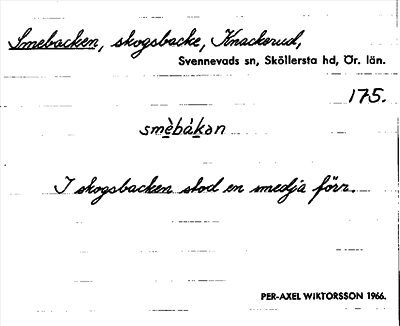 Smebacken, skogsbacke, Knackerud,
Svennevads sn, Sköllersta hd, Ör. län.
175.
smèbákan
I skogsbacken stod en smedja förr.
PER-AXEL WIKTORSSON 1966.